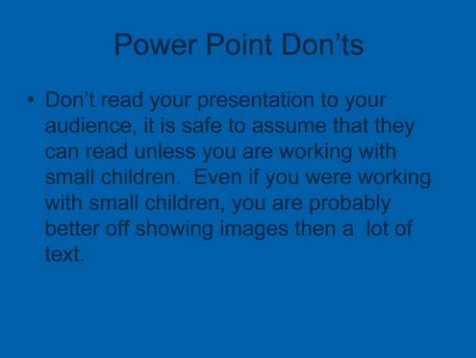 Power Point Don'ts
• Don't read your presentation to your
audience, it is safe to assume that they
can read unless you are working with
small children.  Even if you were working
with small children, you are probably
better off showing images then a  lot of
text.